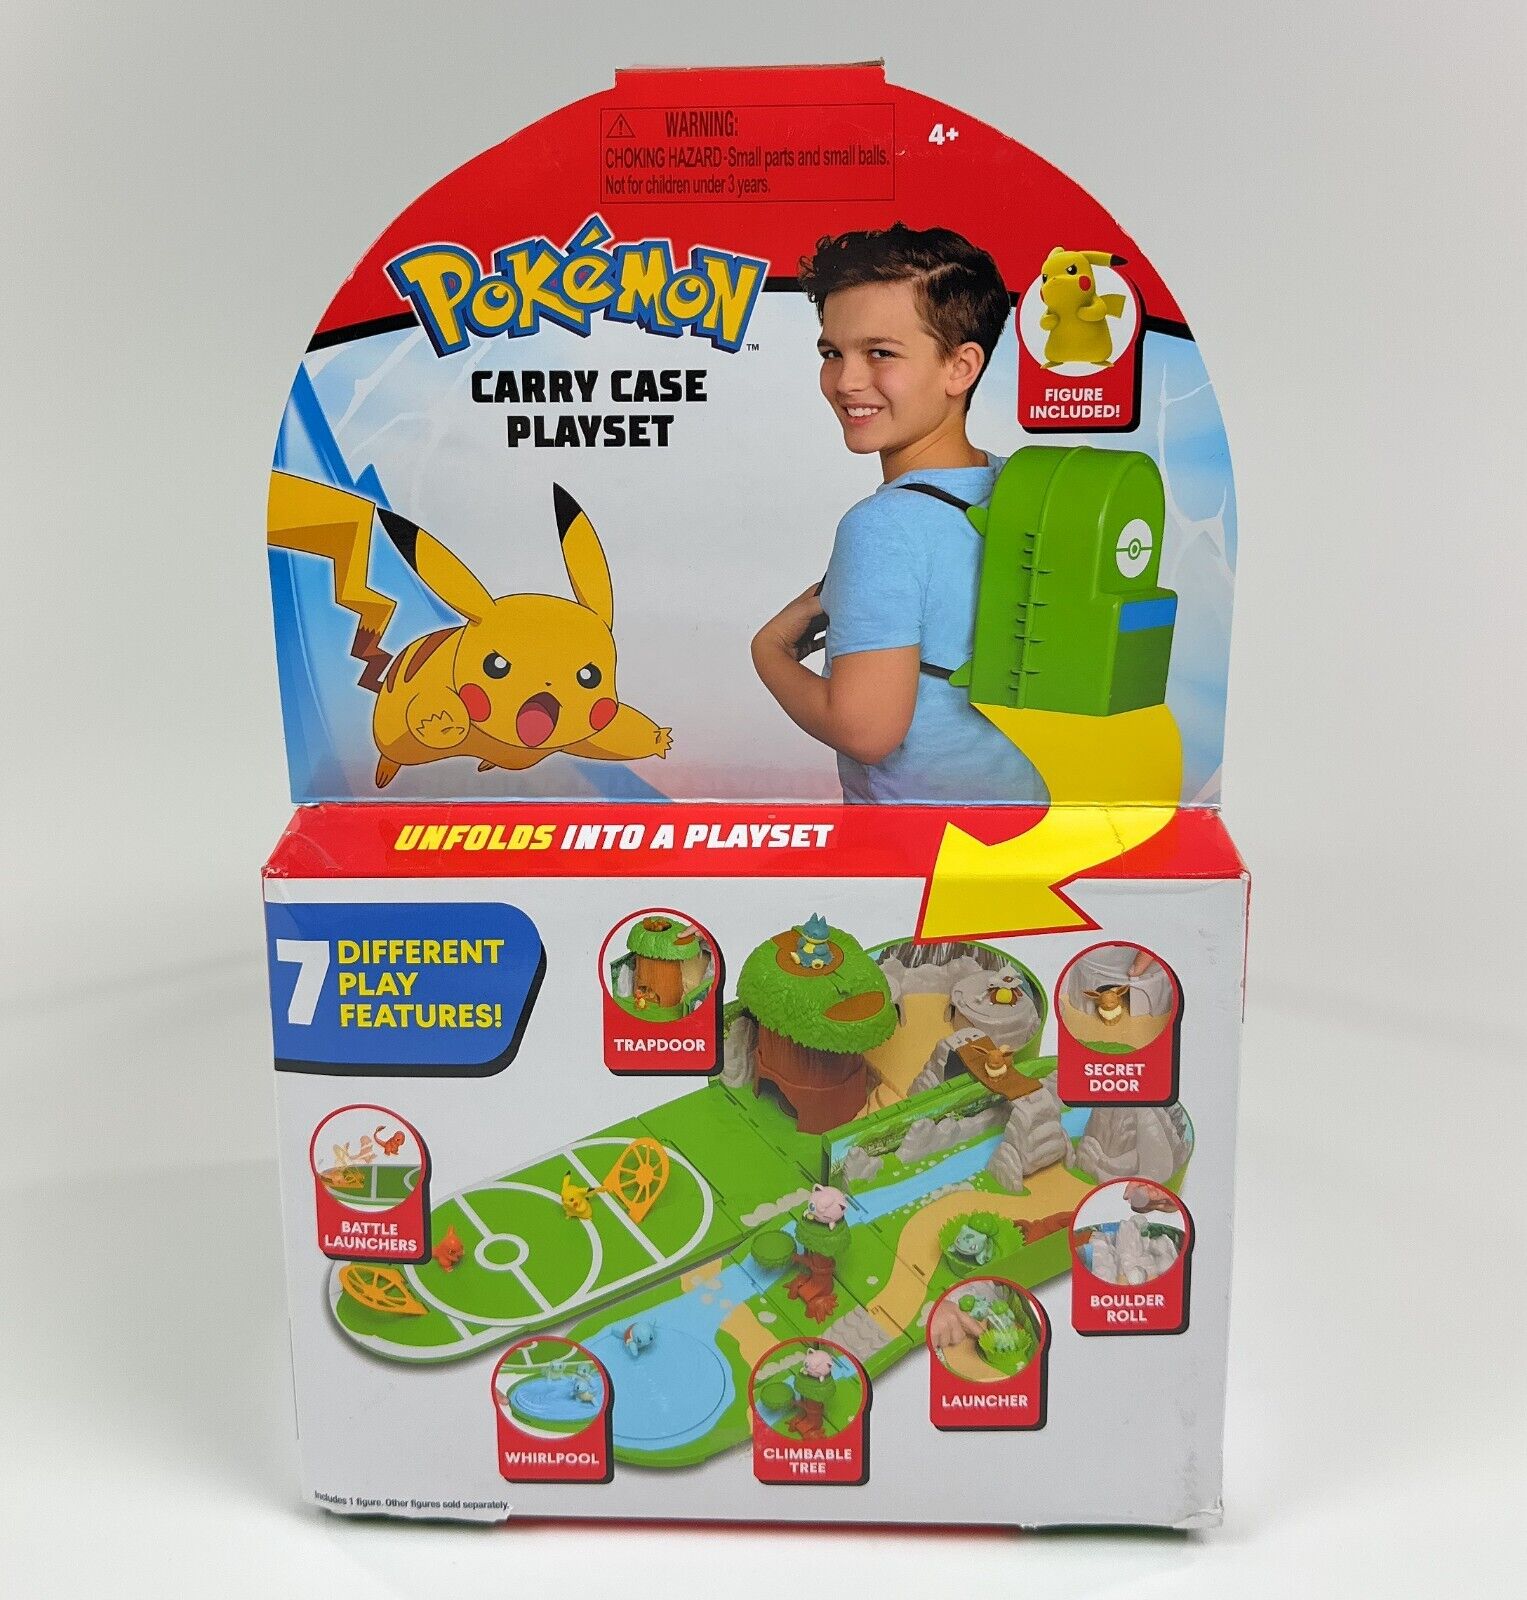 WARNING:
CHOKING HAZARD-Small parts and small balls.
Not for children under 3 years.
4+
POKéMON
TM
CARRY CASE
PLAYSET
FIGURE
INCLUDED!
UNFOLDS INTO A PLAYSET
7 DIFFERENT
PLAY
FEATURES!
TRAPDOOR
SECRET
DOOR
BATTLE
LAUNCHERS
BOULDER
ROLL
LAUNCHER
WHIRLPOOL
CLIMBABLE
TREE
Includes 1 figure. Other figures sold separately.